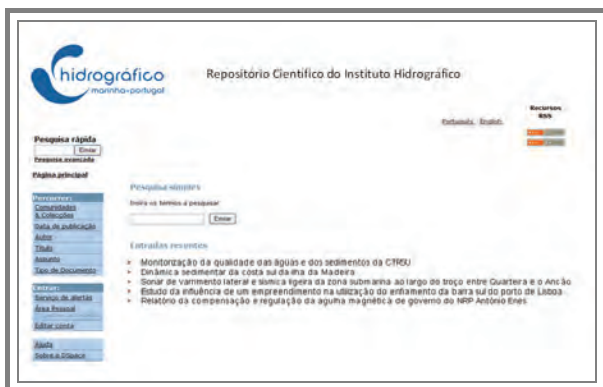 hidrográfico
marinha-portugal
Repositório Científico do Instituto Hidrográfico
Português English
Recursos
RSS
Pesquisa rápida
Enviar
Pesquisa avançada
Página principal
Percorrer:
Comunidades
& Colecções
Data de publicação
Autor
Título
Assunto
Tipo de Documento
Entrar:
Serviço de alertas
Área Pessoal
Editar conta
Ajuda
Sobre o DSpace
Pesquisa simples
Insira os termos a pesquisar
Enviar
Entradas recentes
Monitorização da qualidade das águas e dos sedimentos da
Dinâmica sedimentar da costa sul da ilha da Madeira
Sonar de varrimento lateral e sísmica ligeira da zona submarina ao largo do troço entre Quarteira e o Ancão
Estudo da influência de um empreendimento na utilização do enfiamento da barra sul do porto de Lisboa
Relatório da compensação e regulação da agulha magnética de governo do NRP António Enes